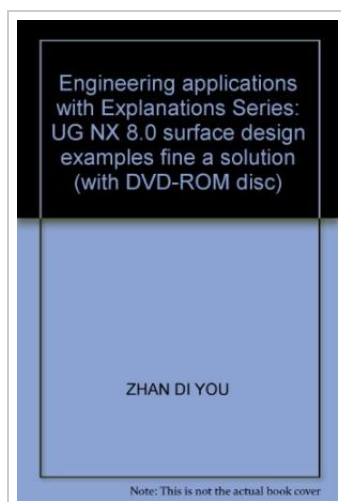 Engineering applications
with Explanations Series:
UG NX 8.0 surface design
examples fine a solution
(with DVD-ROM disc)
ZHAN DI YOU
Note: This is not the actual book cover